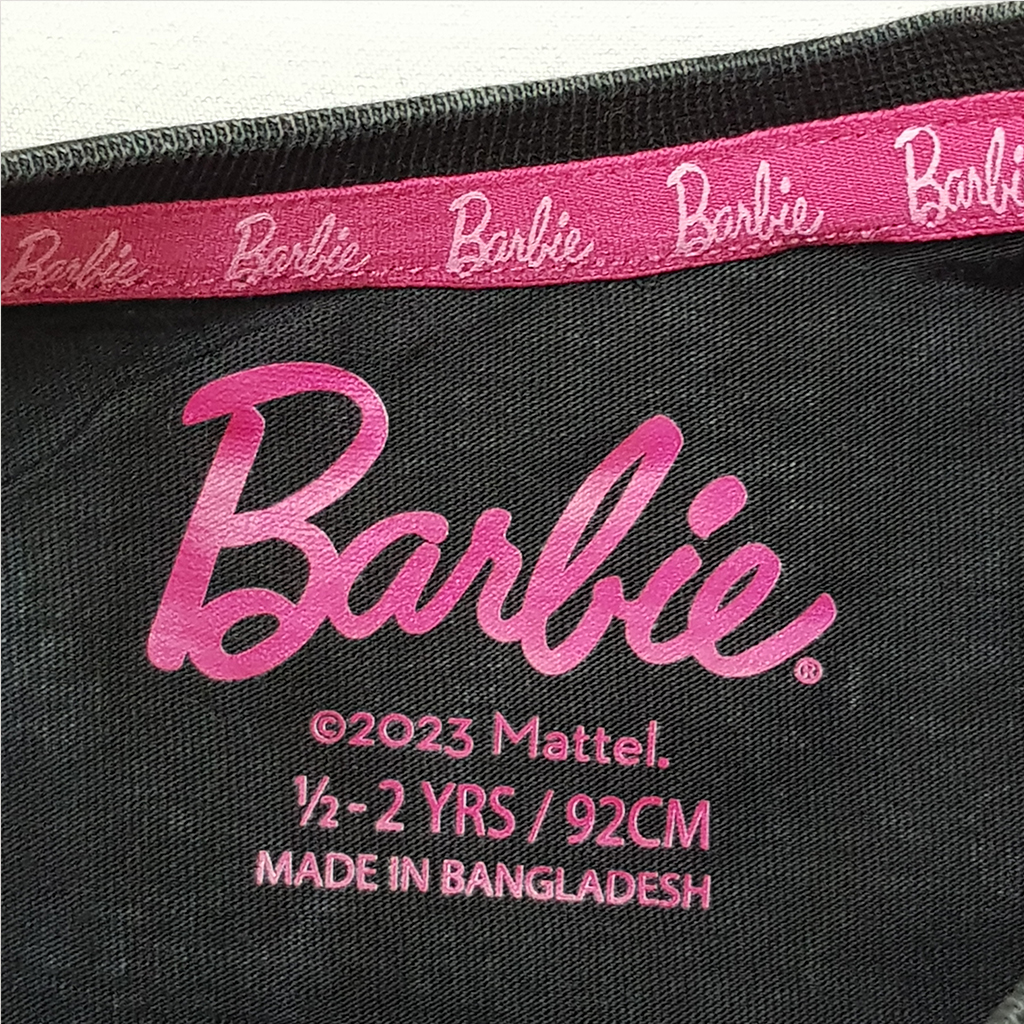 Barbie Barbie Barbie Barbie Barbie
Barbie®
©2023 Mattel.
½ - 2 YRS / 92CM
MADE IN BANGLADESH